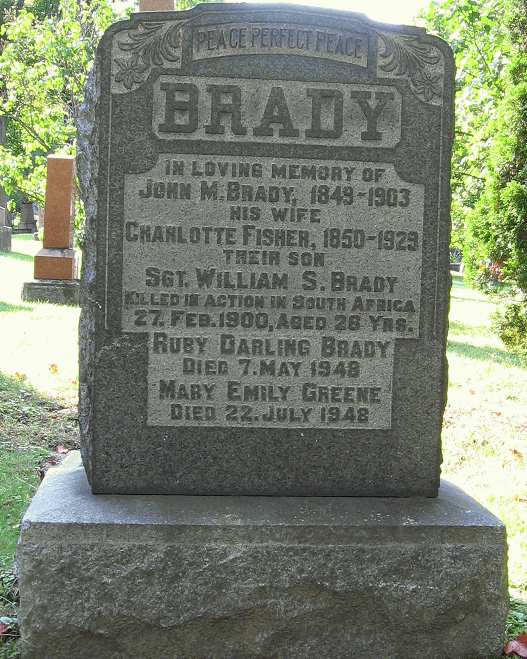 PEACE PERFECT PEACE
BRADY
IN LOVING MEMORY OF
JOHN M. BRADY, 1849-1903
HIS WIFE
CHARLOTTE FISHER, 1850-1929
THEIR SON
SGT. WILLIAM S. BRADY
KILLED IN ACTION IN SOUTH AFRICA
27. FEB. 1900, AGED 28 YRS.
RUBY DARLING BRADY
DIED 7. MAY 1948
MARY EMILY GREENE
DIED 22. JULY 1948